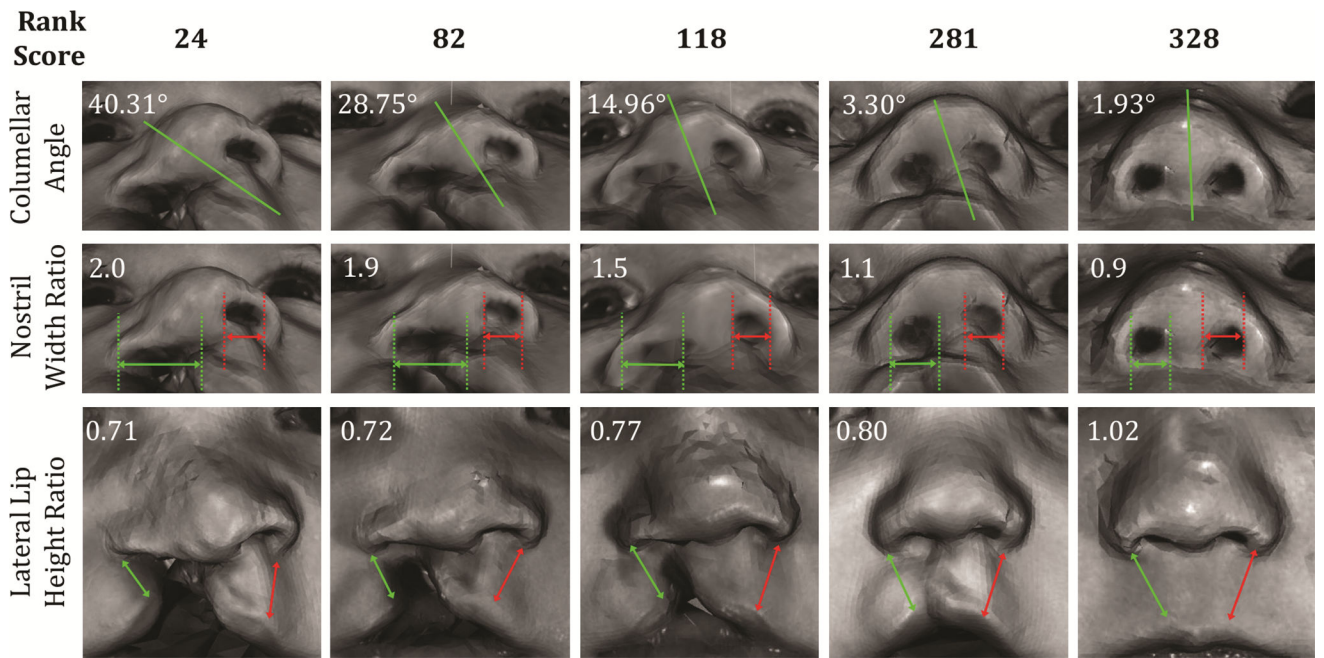 Rank
Score
24
82
118
281
328
Columellar
Angle
40.31°
28.75°
14.96°
3.30°
1.93°
Nostril
Width Ratio
2.0
1.9
1.5
1.1
0.9
Lateral Lip
Height Ratio
0.71
0.72
0.77
0.80
1.02